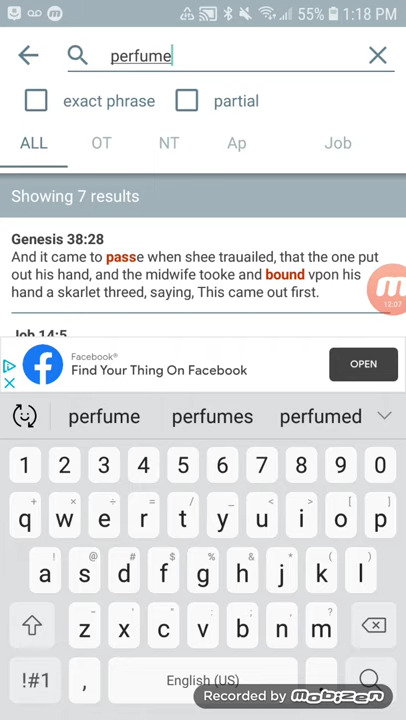 55% 1:18 PM
perfume
exact phrase partial
ALL OT NT Ap Job
Showing 7 results
Genesis 38:28
And it came to passe when shee trauailed, that the one put
out his hand, and the midwife tooke and bound vpon his
hand a skarlet threed, saying, This came out first.
Job 14:5
12:07
Facebook®
Find Your Thing On Facebook
OPEN
perfume perfumes perfumed
1 2 3 4 5 6 7 8 9 0
+ × ÷ = / _ < > [ ]
q w e r t y u i o p
! @ # $ % ^ & * ( )
a s d f g h j k l
- ' " : ; , ?
z x c v b n m
!#1 , English (US) .
Recorded by mobizen